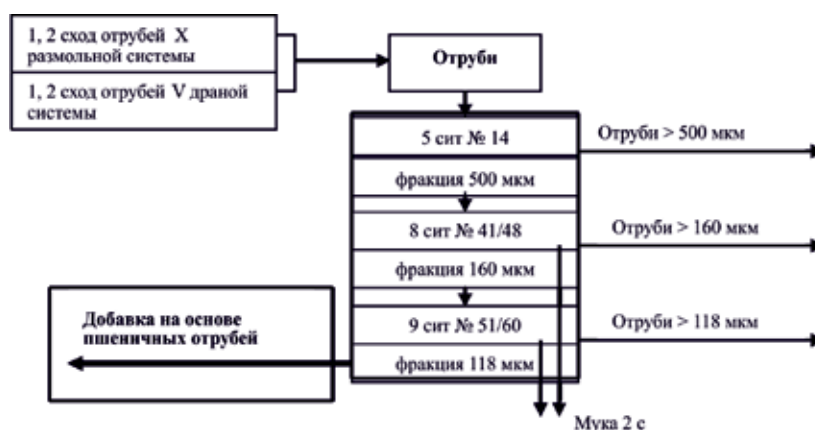 1, 2 сход отрубей X
размольной системы
1, 2 сход отрубей V драной
системы
Отруби
5 сит № 14
Отруби > 500 мкм
фракция 500 мкм
8 сит № 41/48
Отруби > 160 мкм
фракция 160 мкм
Добавка на основе
пшеничных отрубей
9 сит № 51/60
Отруби > 118 мкм
фракция 118 мкм
Мука 2 с